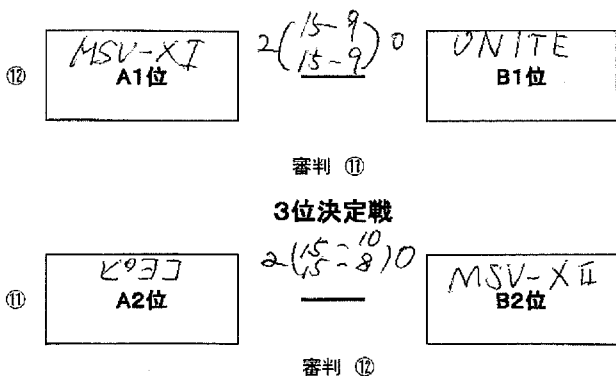 MSV-XI 2(15-9 15-9)0 UNITE
⑫ A1位 B1位
審判 ⑪
3位決定戦
ピヨコ 2(15-10 15-8)0 MSV-XII
⑪ A2位 B2位
審判 ⑫